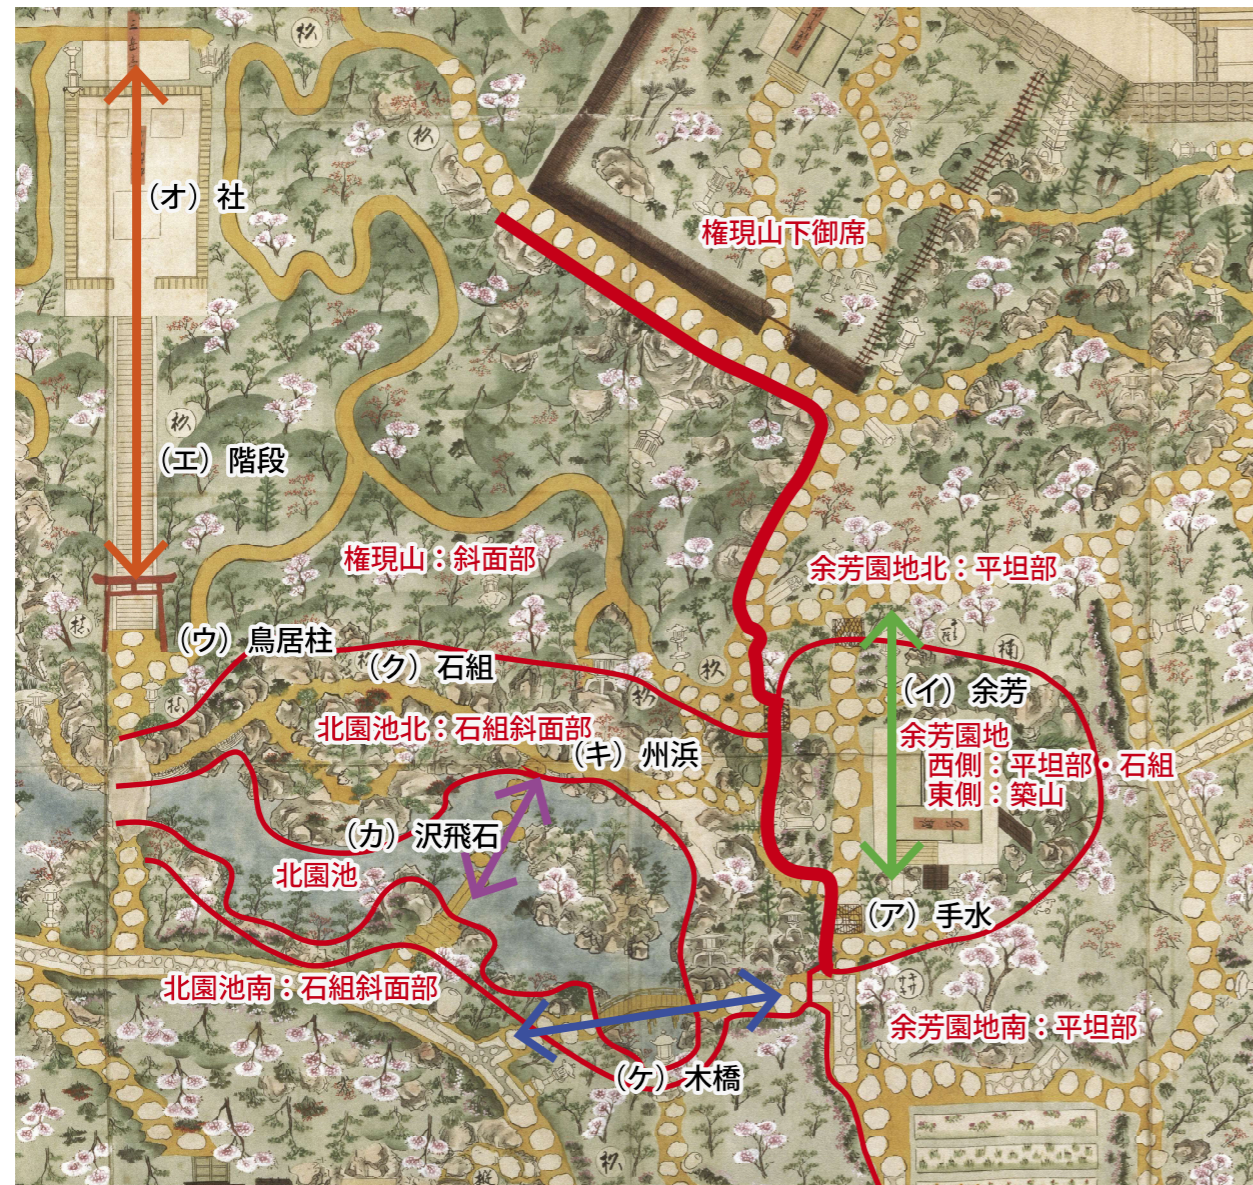 （オ）社
権現山下御席
（エ）階段
権現山：斜面部
余芳園地北：平坦部
（ウ）鳥居柱
（ク）石組
（イ）余芳
北園池北：石組斜面部
（キ）州浜
余芳園地
西側：平坦部・石組
東側：築山
（カ）沢飛石
北園池
（ア）手水
北園池南：石組斜面部
余芳園地南：平坦部
（ケ）木橋